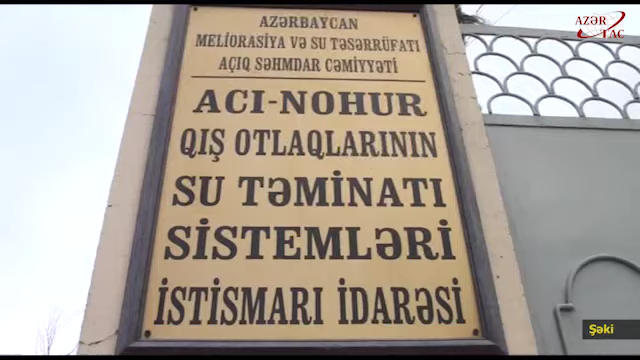 AZƏRBAYCAN
MELİORASİYA VƏ SU TƏSƏRRÜFATI
AÇIQ SƏHMDAR CƏMİYYƏTİ
ACI-NOHUR
QIŞ OTLAQLARININ
SU TƏMİNATI
SİSTEMLƏRİ
İSTİSMARI İDARƏSİ
AZƏR
TAC
Şəki